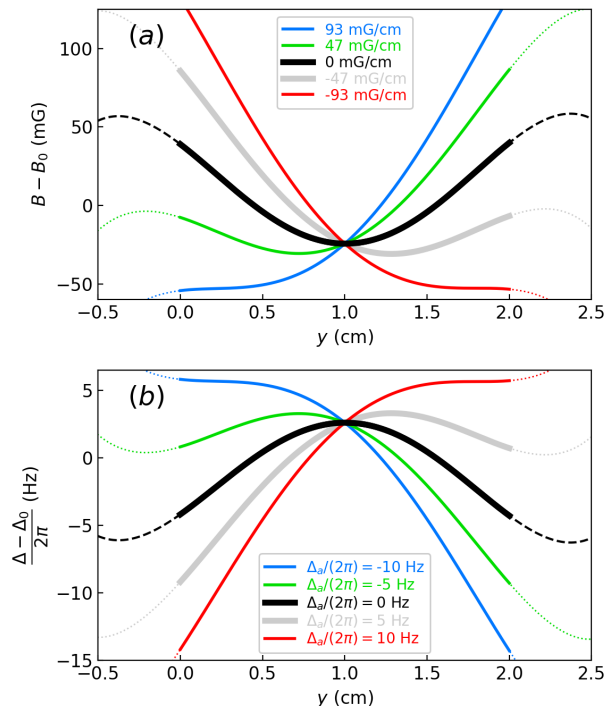 (a)
93 mG/cm
47 mG/cm
0 mG/cm
-47 mG/cm
-93 mG/cm
100
50
0
−50
B − B₀ (mG)
−0.5 0.0 0.5 1.0 1.5 2.0 2.5
y (cm)
(b)
5
0
−5
−10
−15
Δ − Δ₀
2π
(Hz)
Δₐ/(2π) = -10 Hz
Δₐ/(2π) = -5 Hz
Δₐ/(2π) = 0 Hz
Δₐ/(2π) = 5 Hz
Δₐ/(2π) = 10 Hz
−0.5 0.0 0.5 1.0 1.5 2.0 2.5
y (cm)